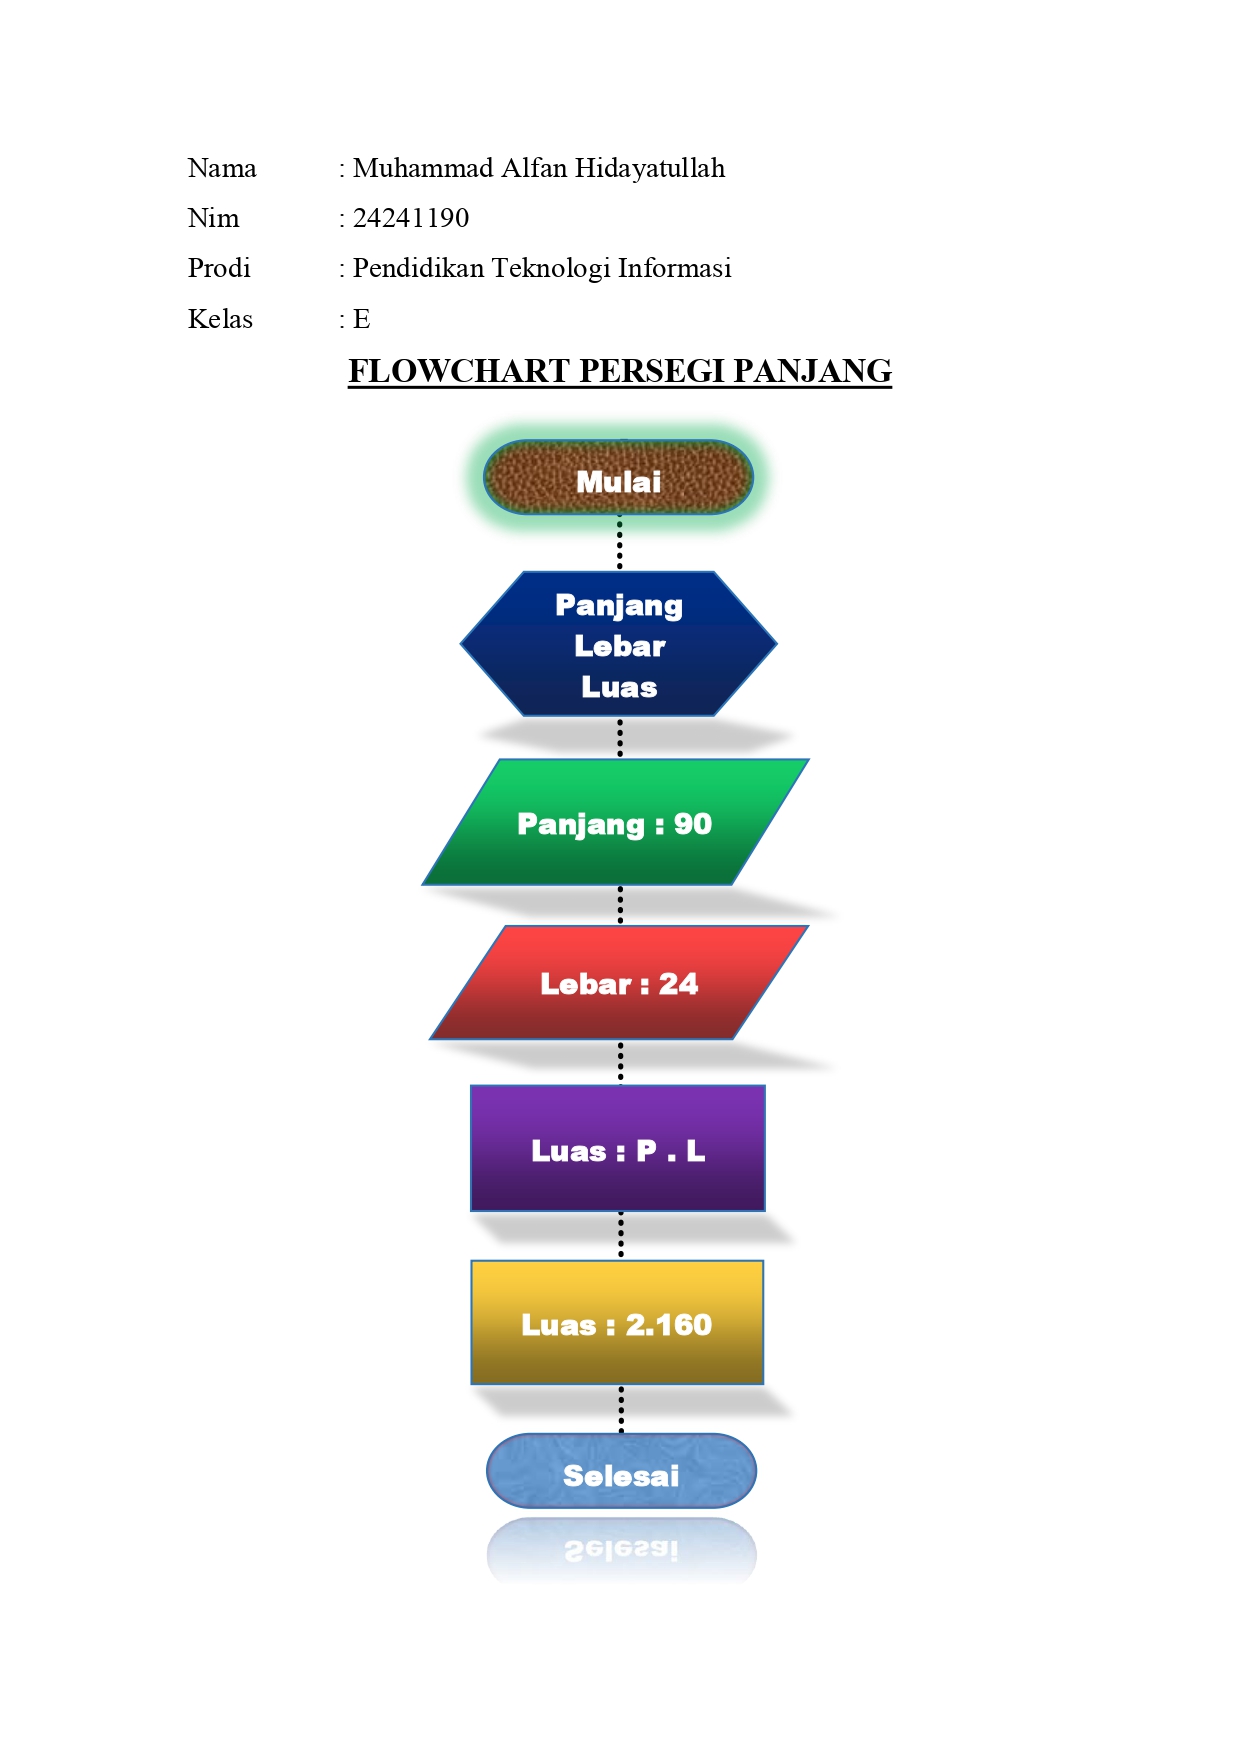 Nama : Muhammad Alfan Hidayatullah
Nim : 24241190
Prodi : Pendidikan Teknologi Informasi
Kelas : E
FLOWCHART PERSEGI PANJANG
Mulai
Panjang
Lebar
Luas
Panjang : 90
Lebar : 24
Luas : P . L
Luas : 2.160
Selesai